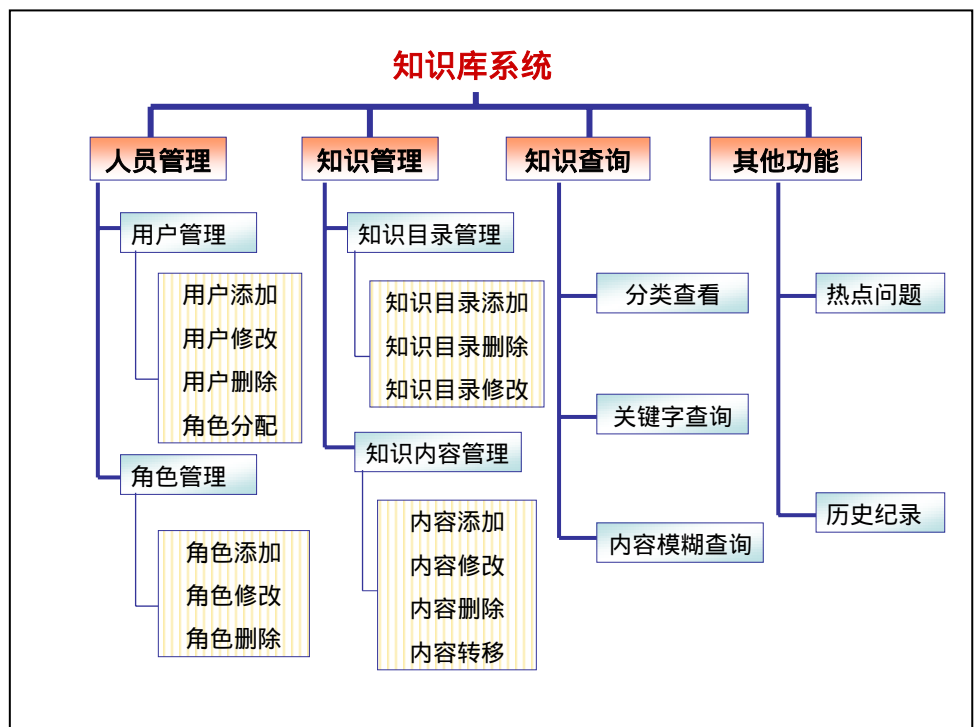 知识库系统
人员管理
知识管理
知识查询
其他功能
用户管理
用户添加
用户修改
用户删除
角色分配
角色管理
角色添加
角色修改
角色删除
知识目录管理
知识目录添加
知识目录删除
知识目录修改
知识内容管理
内容添加
内容修改
内容删除
内容转移
分类查看
关键字查询
内容模糊查询
热点问题
历史纪录